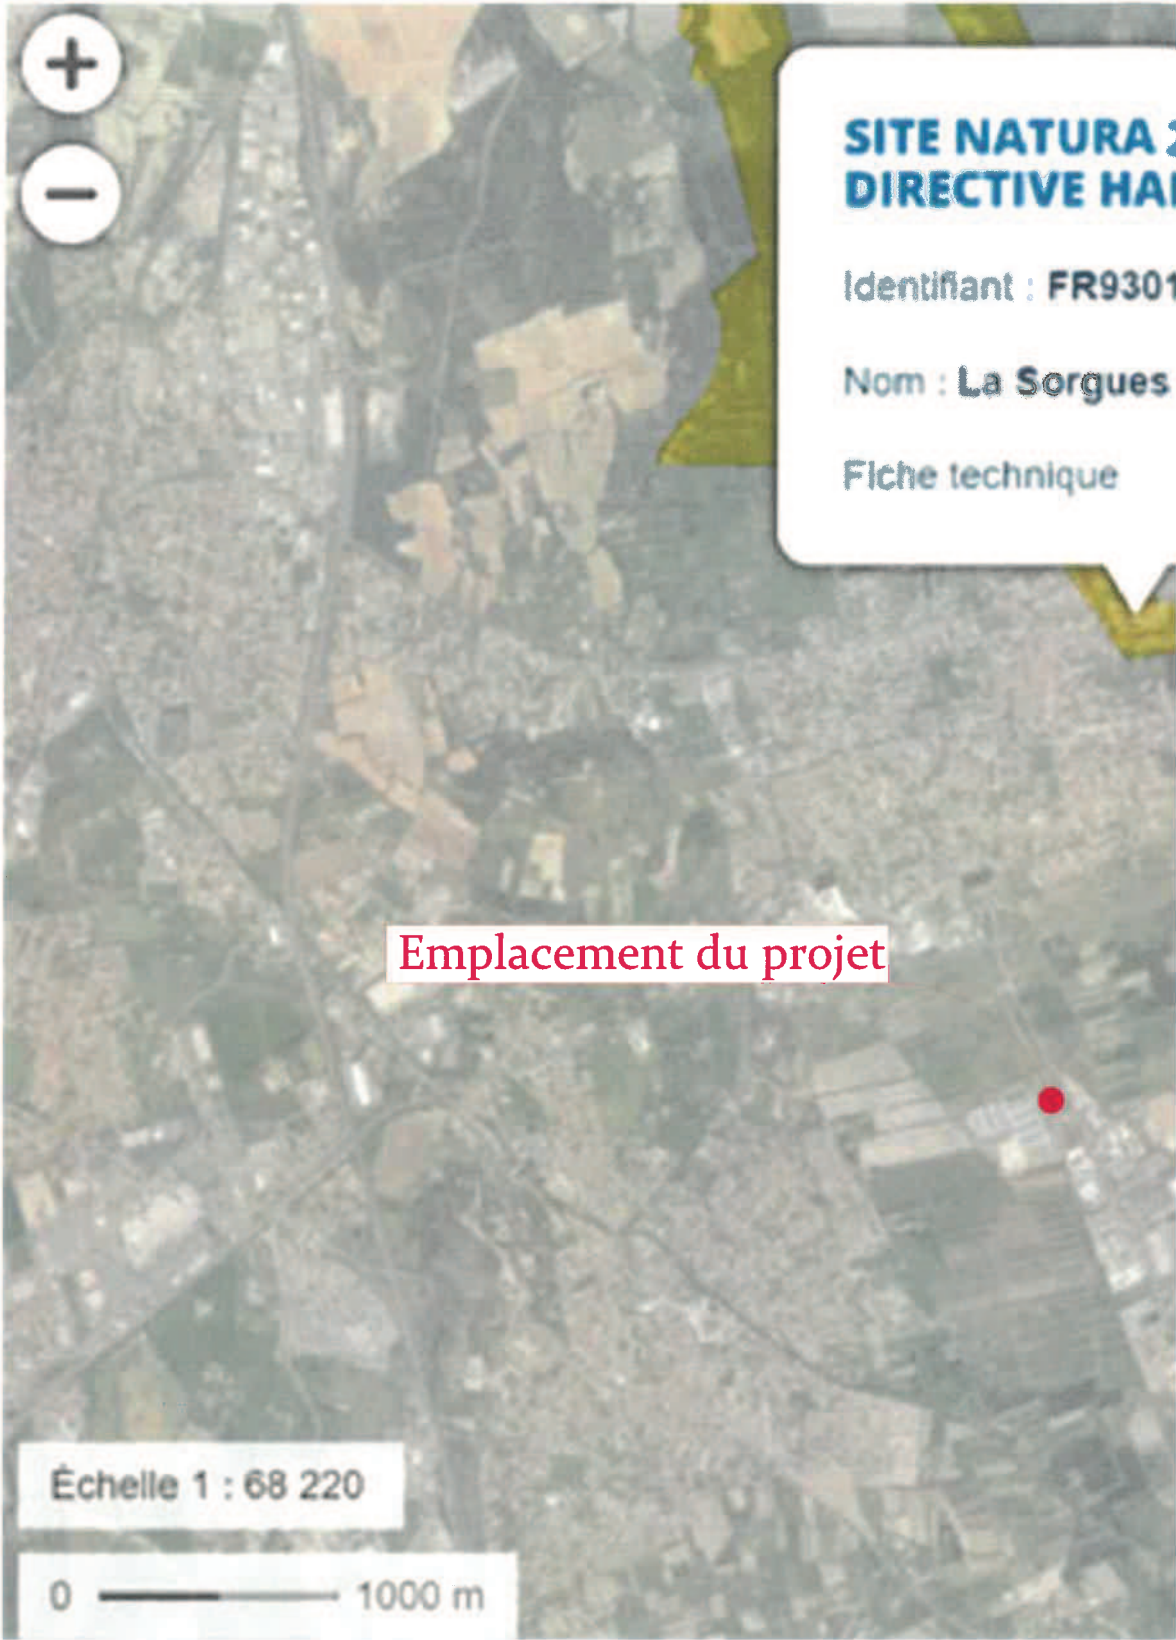 +
−
SITE NATURA
DIRECTIVE HA
Identifiant : FR9301
Nom : La Sorgues
Fiche technique
Emplacement du projet
Échelle 1 : 68 220
0 1000 m